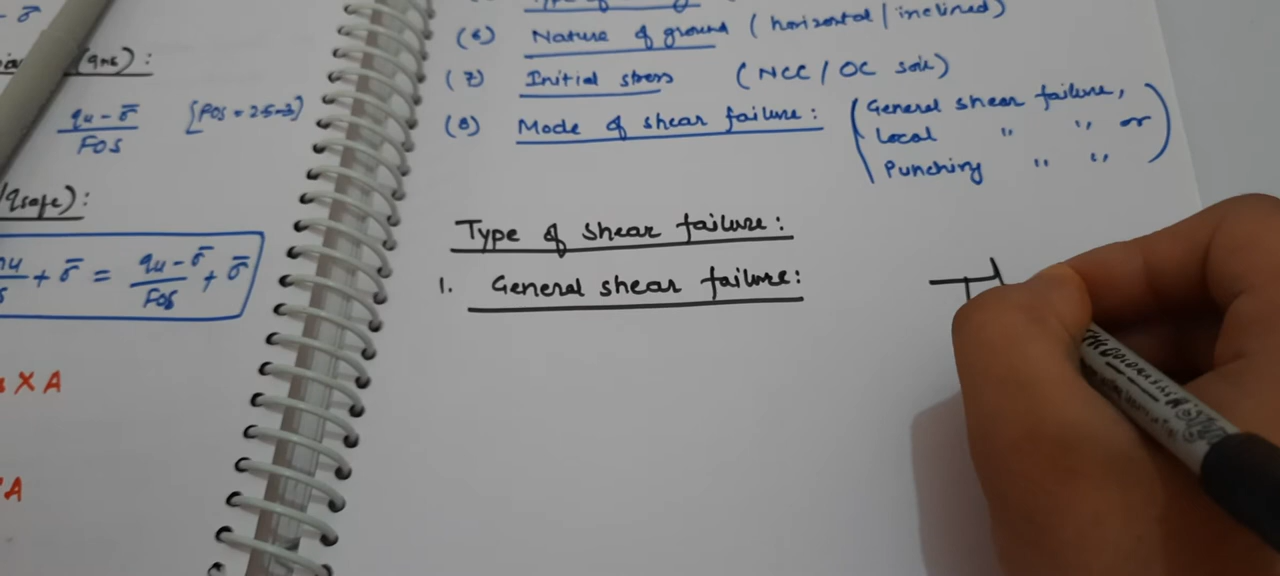 - σ̄
(qns):
qu - σ̄
FOS
[FOS = 2.5-3]
/qsafe):
+ σ̄ = qu - σ̄ + σ̄
FOS
X A
A
(6) Nature of ground (horizontal / inclined)
(7) Initial stress (NCC / OC soil)
(8) Mode of shear failure: (General shear failure,
Local " ", or
Punching " ")
Type of shear failure:
1. General shear failure: